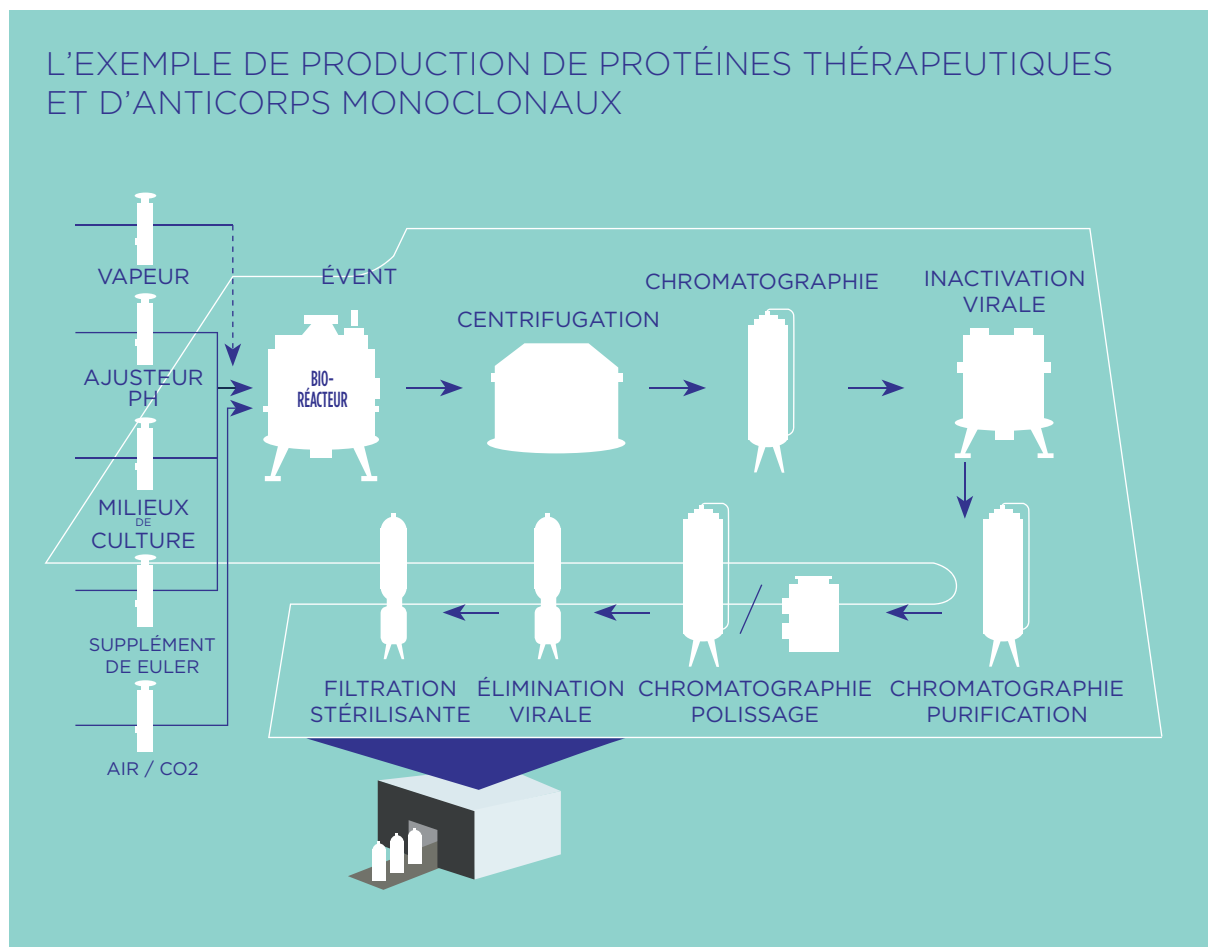 L'EXEMPLE DE PRODUCTION DE PROTÉINES THÉRAPEUTIQUES
ET D'ANTICORPS MONOCLONAUX
VAPEUR
ÉVENT
CHROMATOGRAPHIE
INACTIVATION
VIRALE
CENTRIFUGATION
AJUSTEUR
PH
BIO-
RÉACTEUR
MILIEUX
DE
CULTURE
SUPPLÉMENT
DE EULER
AIR / CO2
FILTRATION
STÉRILISANTE
ÉLIMINATION
VIRALE
CHROMATOGRAPHIE
POLISSAGE
CHROMATOGRAPHIE
PURIFICATION